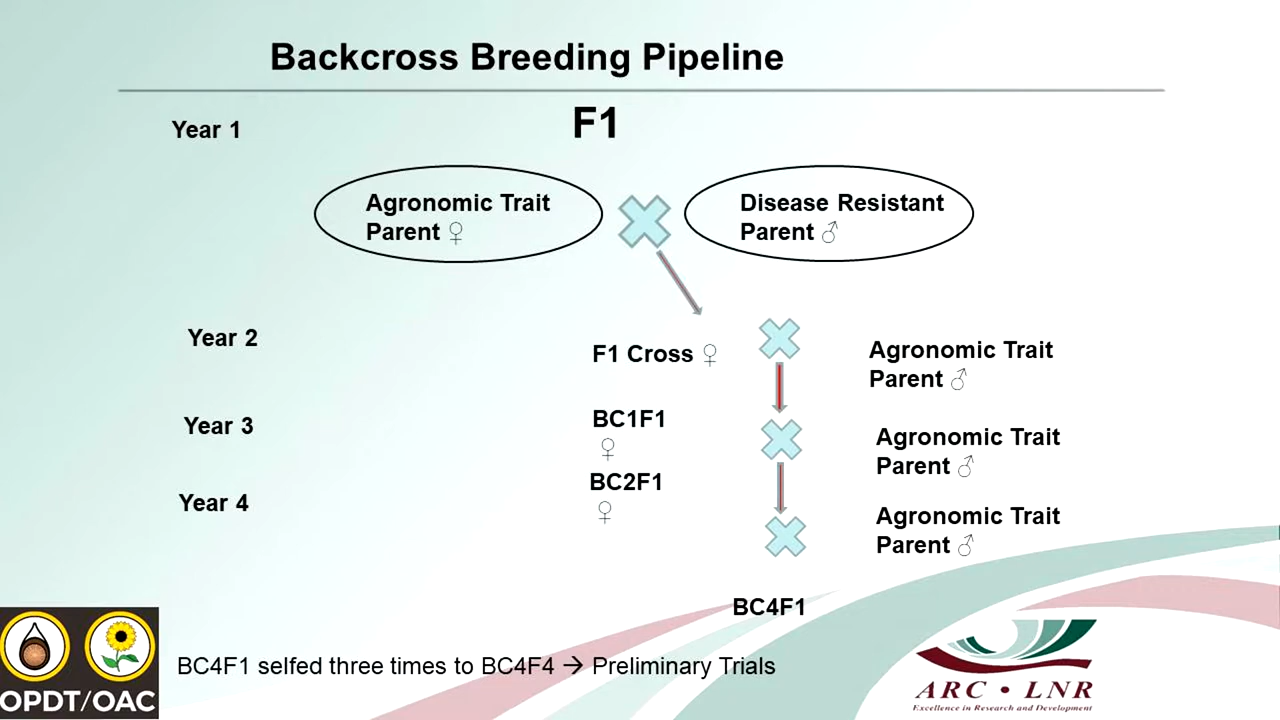 Backcross Breeding Pipeline
Year 1
F1
Agronomic Trait
Parent ♀
Disease Resistant
Parent ♂
Year 2
F1 Cross ♀
Agronomic Trait
Parent ♂
Year 3
BC1F1
♀
Agronomic Trait
Parent ♂
Year 4
BC2F1
♀
Agronomic Trait
Parent ♂
BC4F1
BC4F1 selfed three times to BC4F4 → Preliminary Trials
OPDT/OAC
ARC • LNR
Excellence in Research and Development